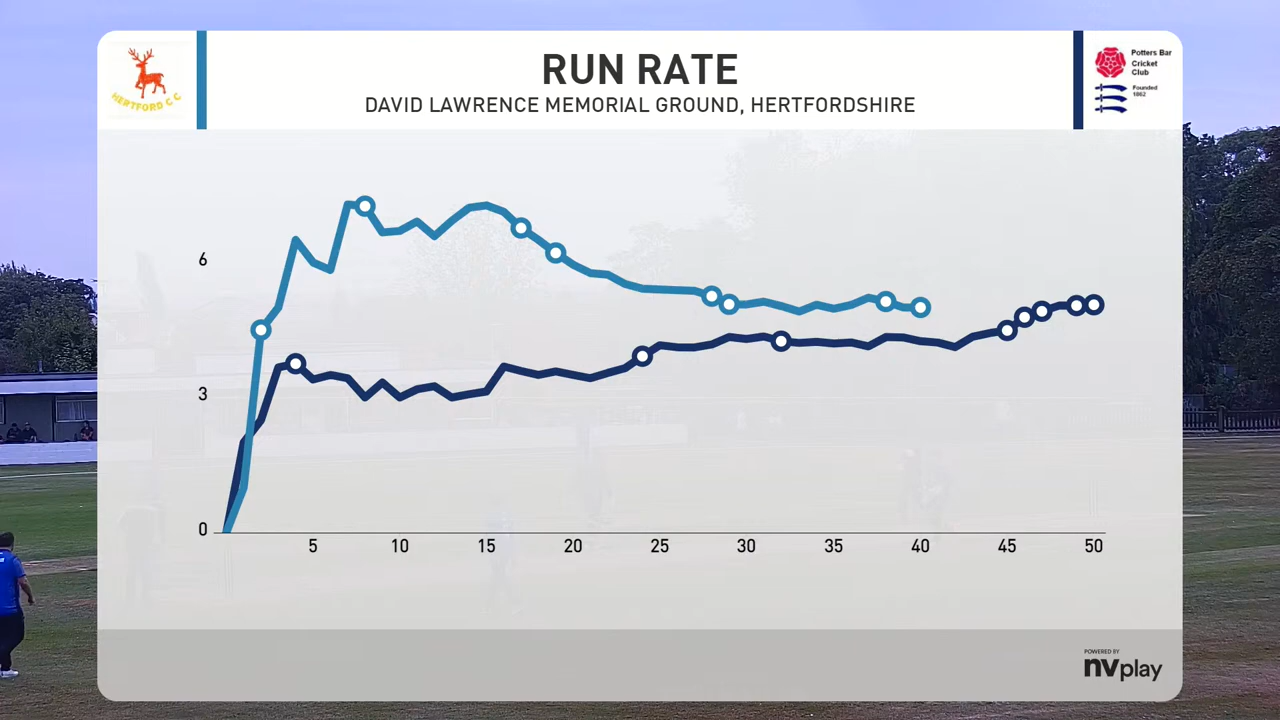 RUN RATE
DAVID LAWRENCE MEMORIAL GROUND, HERTFORDSHIRE
HERTFORD C C
Potters Bar
Cricket
Club
Founded
1862
6
3
0
5 10 15 20 25 30 35 40 45 50
POWERED BY
nvplay